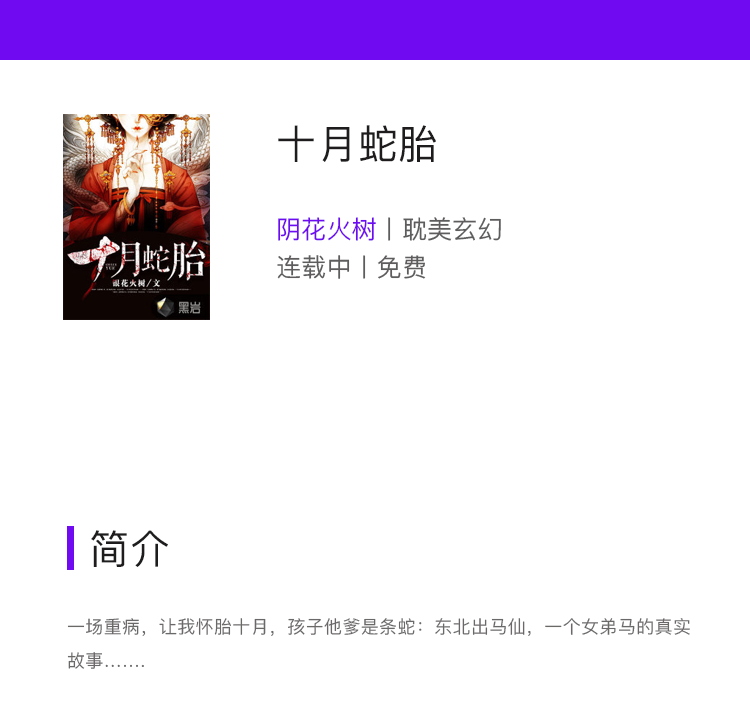 十月蛇胎
阴花火树丨耽美玄幻
连载中丨免费
十月蛇胎
银花火树/文
黑岩
简介
一场重病，让我怀胎十月，孩子他爹是条蛇：东北出马仙，一个女弟马的真实
故事.......